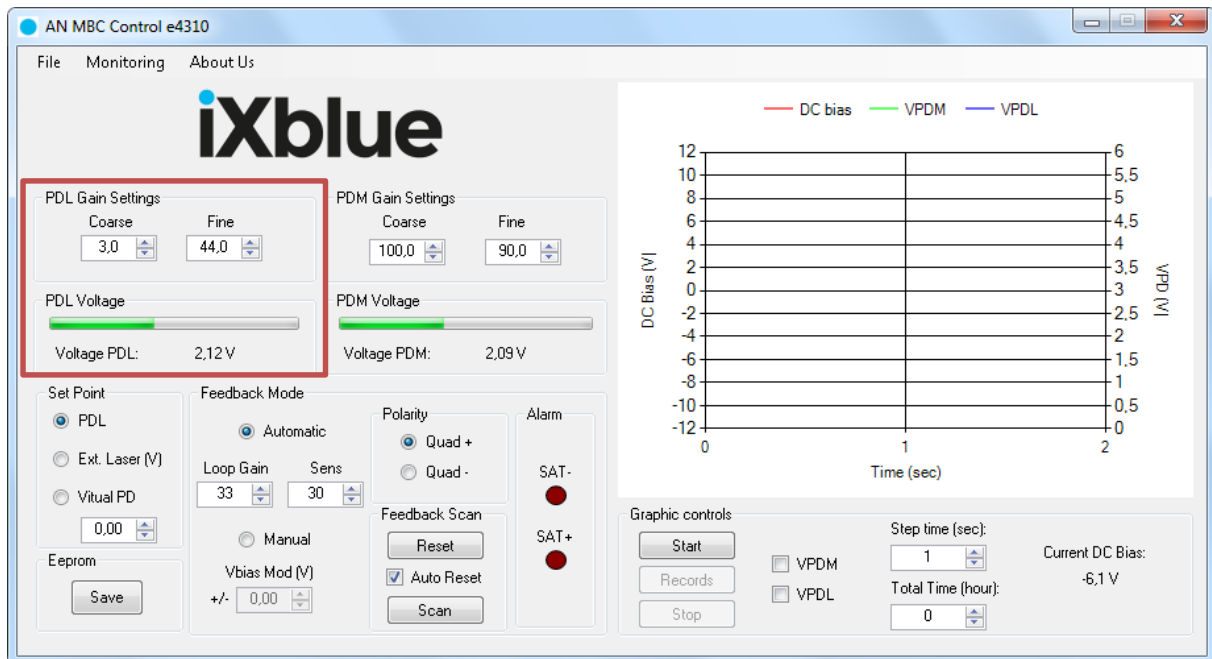 AN MBC Control e4310
File Monitoring About Us
iXblue
PDL Gain Settings
Coarse Fine
3,0 44,0
PDM Gain Settings
Coarse Fine
100,0 90,0
PDL Voltage
Voltage PDL: 2,12 V
PDM Voltage
Voltage PDM: 2,09 V
Set Point
PDL
Ext. Laser (V)
Vitual PD
0,00
Eeprom
Save
Feedback Mode
Automatic
Loop Gain Sens
33 30
Manual
Vbias Mod (V)
+/- 0,00
Polarity
Quad +
Quad -
Feedback Scan
Reset
Auto Reset
Scan
Alarm
SAT-
SAT+
DC bias VPDM VPDL
12
10
8
6
4
2
0
-2
-4
-6
-8
-10
-12
DC Bias (V)
6
5,5
5
4,5
4
3,5
3
2,5
2
1,5
1
0,5
0
VPD (V)
0 1 2
Time (sec)
Graphic controls
Start
Records
Stop
VPDM
VPDL
Step time (sec):
1
Total Time (hour):
0
Current DC Bias:
-6,1 V